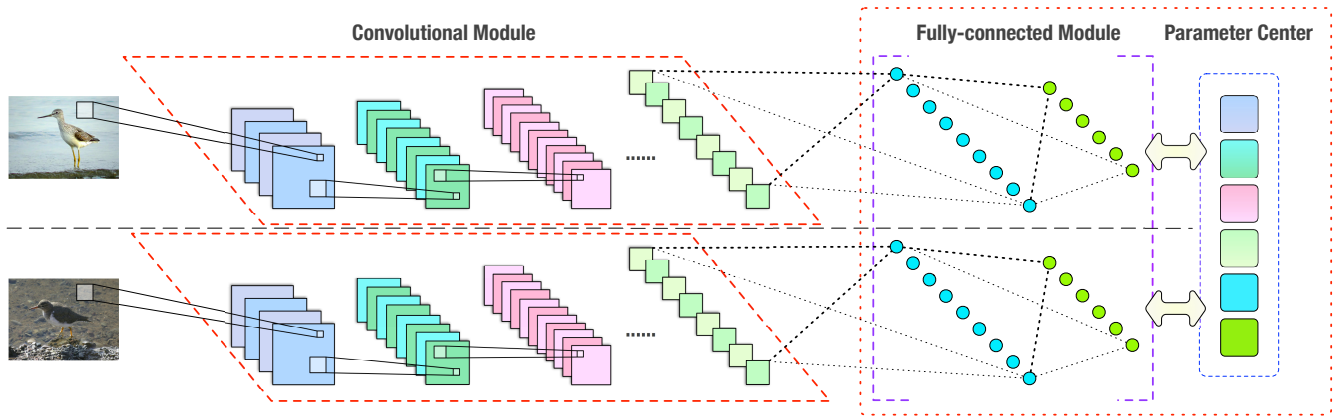 Convolutional Module
Fully-connected Module
Parameter Center
......
......